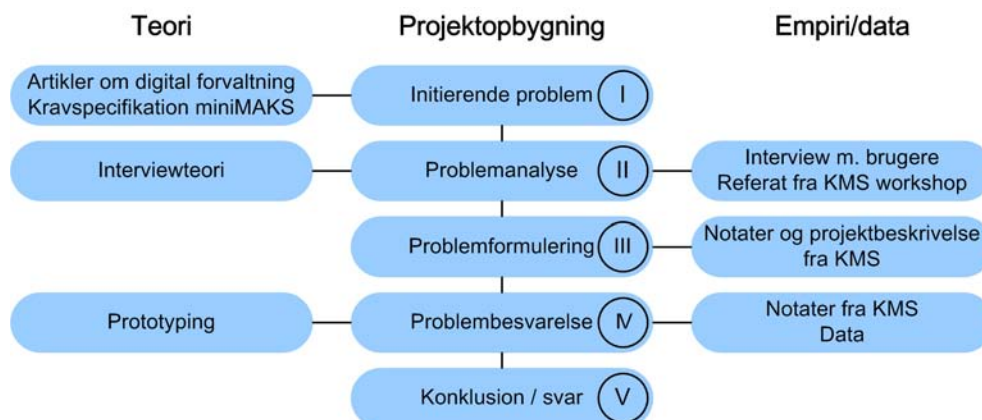 Teori
Projektopbygning
Empiri/data
Artikler om digital forvaltning
Kravspecifikation miniMAKS
Initierende problem
I
Interviewteori
Problemanalyse
II
Interview m. brugere
Referat fra KMS workshop
Problemformulering
III
Notater og projektbeskrivelse
fra KMS
Prototyping
Problembesvarelse
IV
Notater fra KMS
Data
Konklusion / svar
V